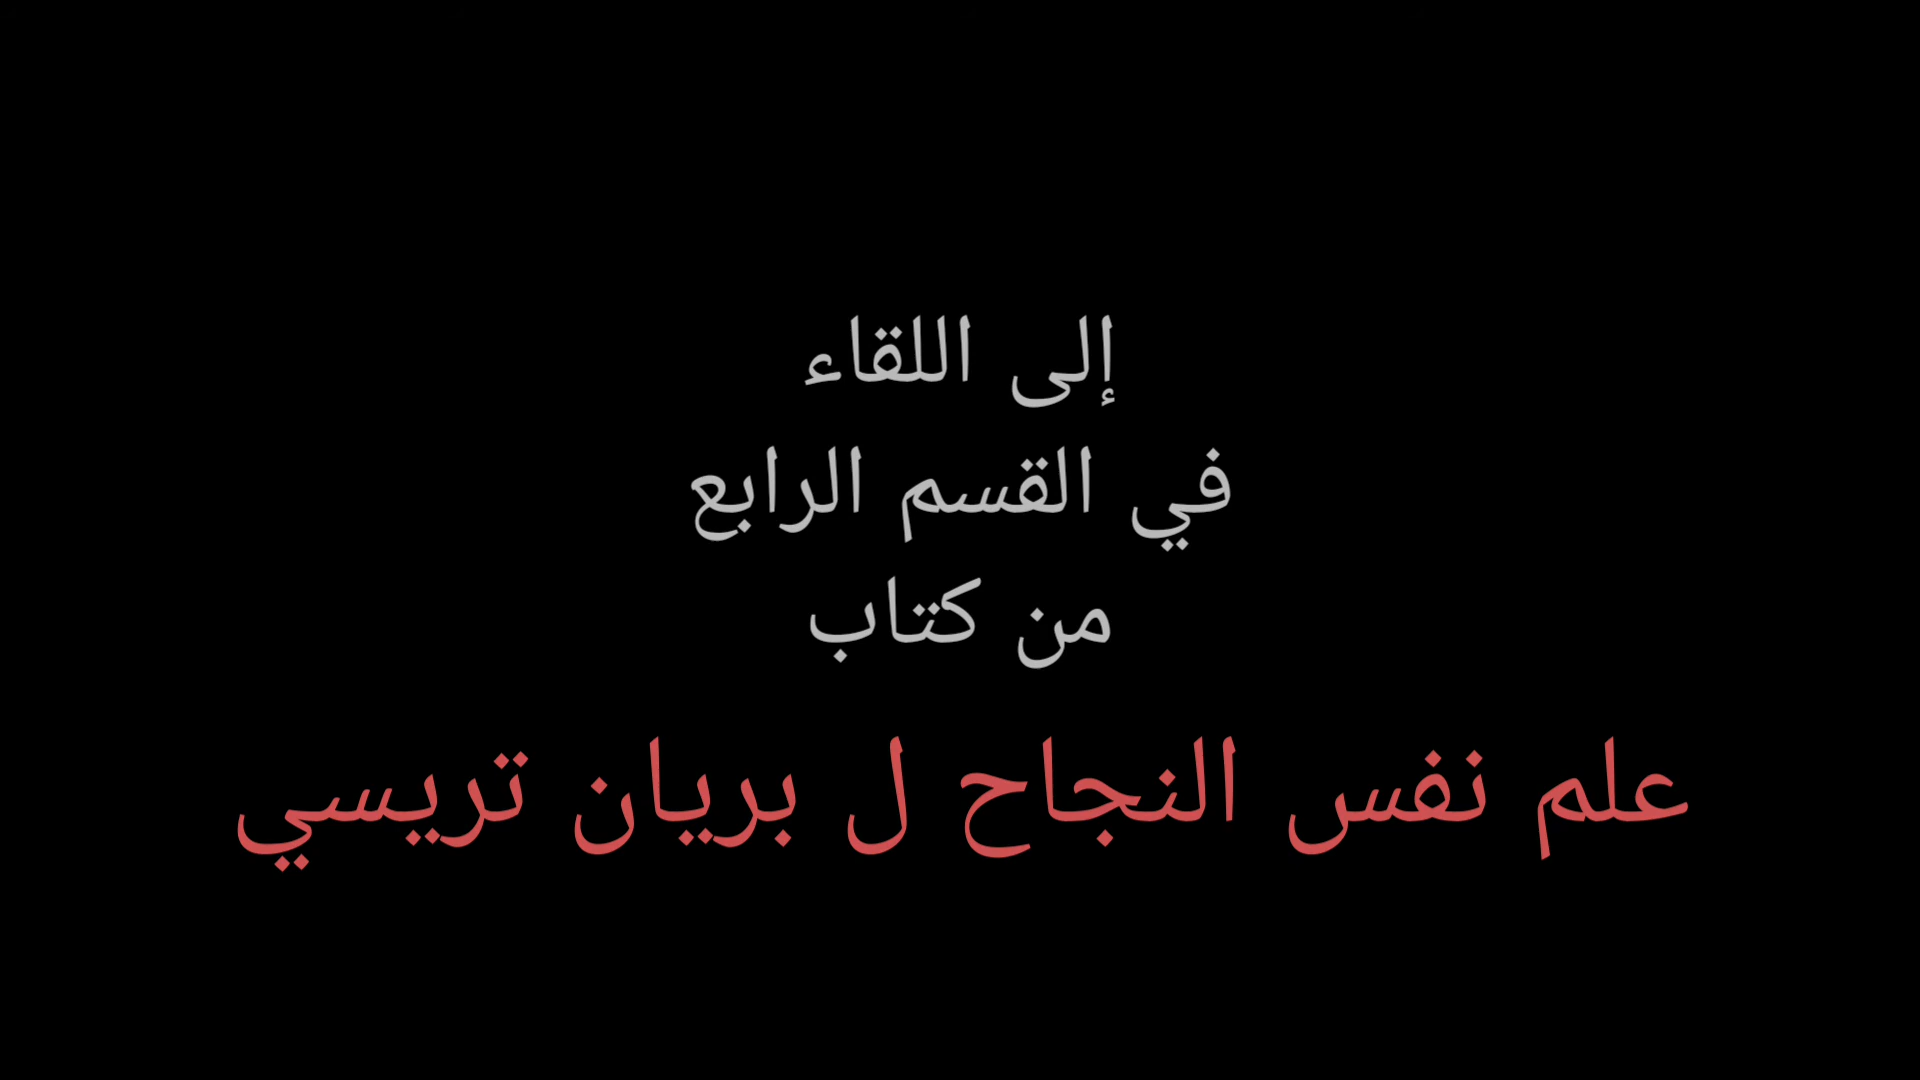 إلى اللقاء
في القسم الرابع
من كتاب
علم نفس النجاح ل بريان تريسي